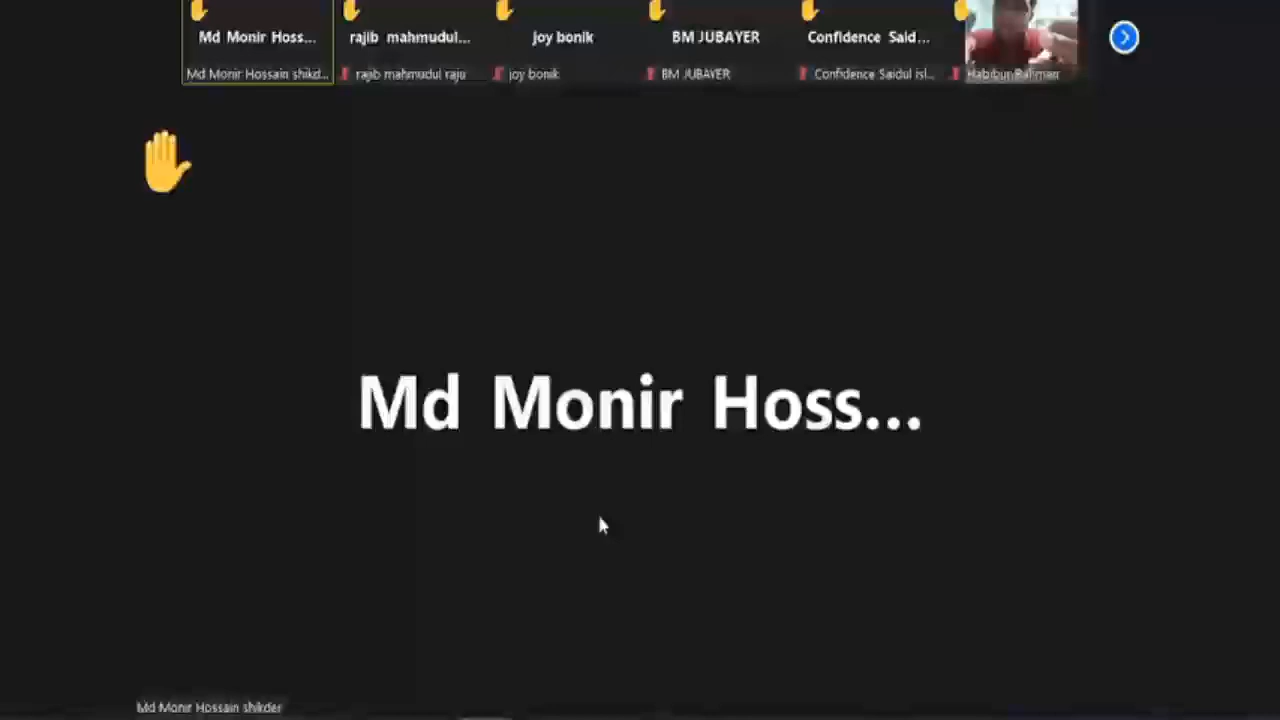 Md Monir Hoss...
rajib mahmudul...
joy bonik
BM JUBAYER
Confidence Said...
Md Monir Hossain shikd...
rajib mahmudul raju
joy bonik
BM JUBAYER
Confidence Saidul isl...
Habibur Rahman
Md Monir Hoss...
Md Monir Hossain shikder